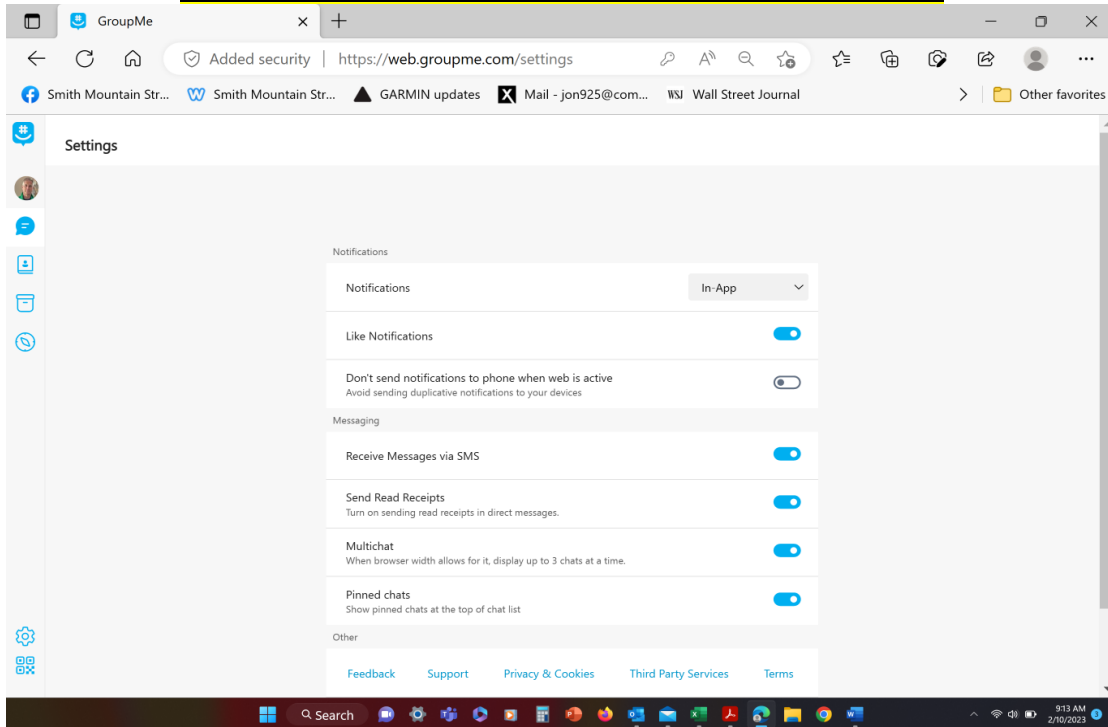 GroupMe
Added security
https://web.groupme.com/settings
Smith Mountain Str...
Smith Mountain Str...
GARMIN updates
Mail - jon925@com...
WSJ Wall Street Journal
Other favorites
Settings
Notifications
Notifications
In-App
Like Notifications
Don't send notifications to phone when web is active
Avoid sending duplicative notifications to your devices
Messaging
Receive Messages via SMS
Send Read Receipts
Turn on sending read receipts in direct messages.
Multichat
When browser width allows for it, display up to 3 chats at a time.
Pinned chats
Show pinned chats at the top of chat list
Other
Feedback Support Privacy & Cookies Third Party Services Terms
Search
9:13 AM
2/10/2023